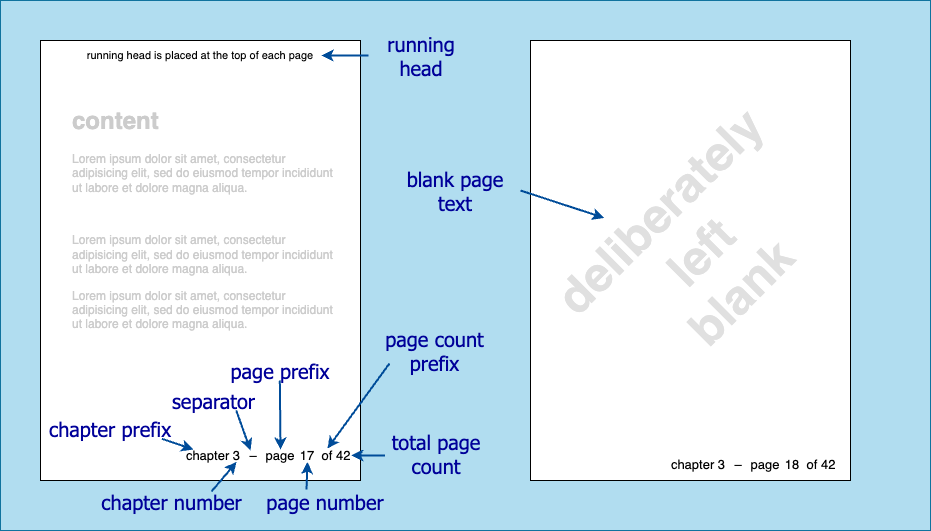 running head is placed at the top of each page
running
head
content
Lorem ipsum dolor sit amet, consectetur
adipisicing elit, sed do eiusmod tempor incididunt
ut labore et dolore magna aliqua.
Lorem ipsum dolor sit amet, consectetur
adipisicing elit, sed do eiusmod tempor incididunt
ut labore et dolore magna aliqua.
Lorem ipsum dolor sit amet, consectetur
adipisicing elit, sed do eiusmod tempor incididunt
ut labore et dolore magna aliqua.
page count
prefix
page prefix
separator
chapter prefix
chapter 3 – page 17 of 42
total page
count
chapter number
page number
blank page
text
deliberately
left
blank
chapter 3 – page 18 of 42